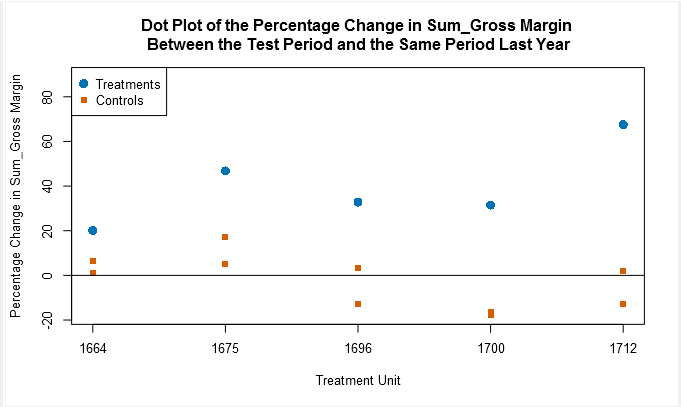 Dot Plot of the Percentage Change in Sum_Gross Margin
Between the Test Period and the Same Period Last Year
Percentage Change in Sum_Gross Margin
Treatments
Controls
80
60
40
20
0
-20
1664
1675
1696
1700
1712
Treatment Unit